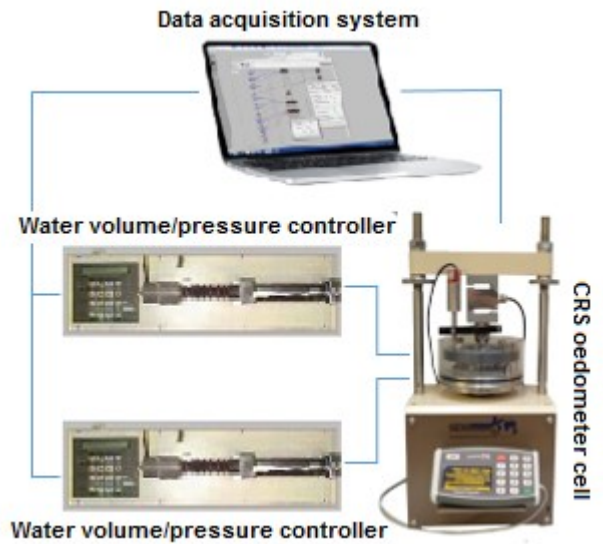 Data acquisition system
Water volume/pressure controller
CRS oedometer cell
Water volume/pressure controller